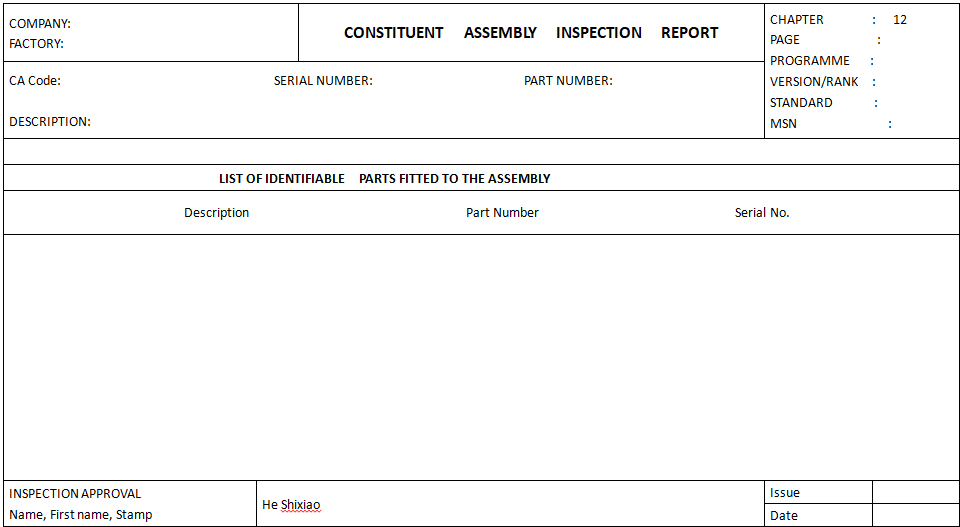 COMPANY:
FACTORY:
CONSTITUENT ASSEMBLY INSPECTION REPORT
CHAPTER : 12
PAGE :
PROGRAMME :
VERSION/RANK :
STANDARD :
MSN :
CA Code: SERIAL NUMBER: PART NUMBER:
DESCRIPTION:
LIST OF IDENTIFIABLE PARTS FITTED TO THE ASSEMBLY
Description Part Number Serial No.
INSPECTION APPROVAL
Name, First name, Stamp
He Shixiao
Issue
Date